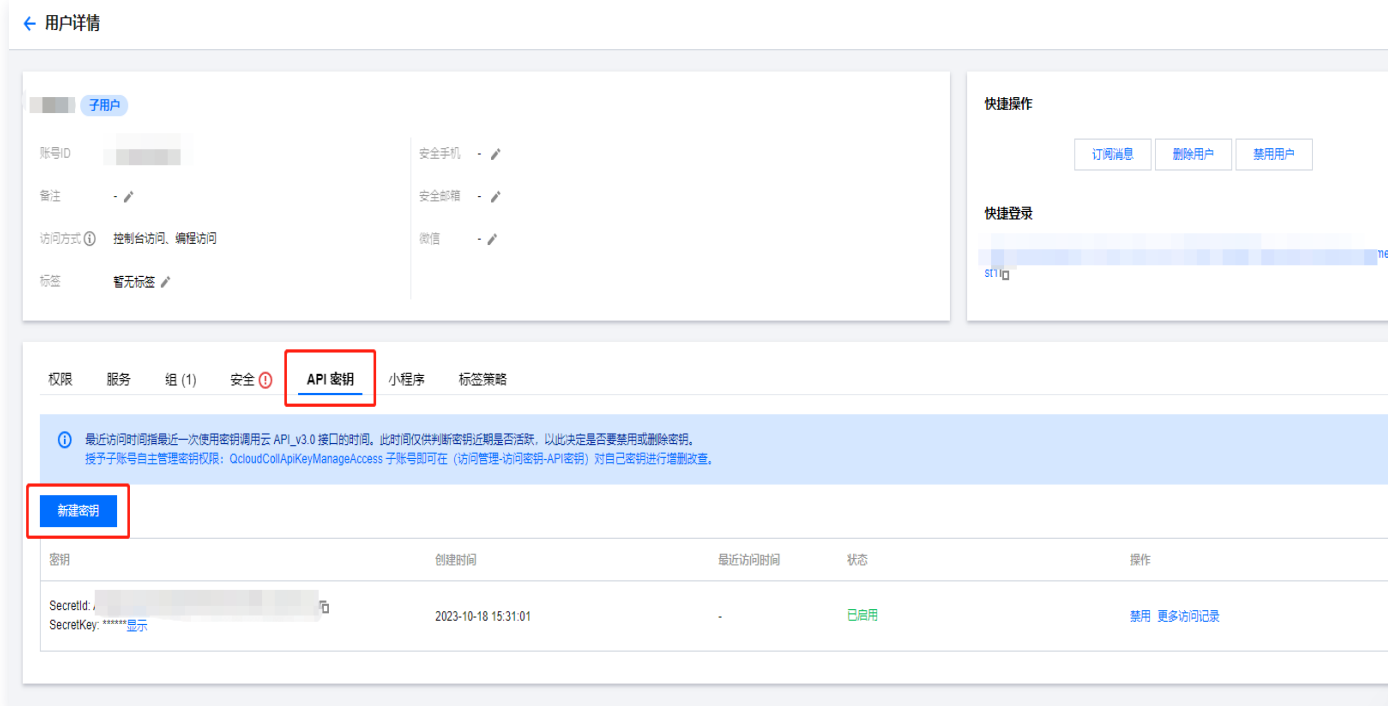 用户详情
子用户
账号ID
备注 -
访问方式 控制台访问、编程访问
标签 暂无标签
安全手机 -
安全邮箱 -
微信 -
快捷操作
订阅消息 删除用户 禁用用户
快捷登录
me
st11
权限 服务 组 (1) 安全 API 密钥 小程序 标签策略
最近访问时间指最近一次使用密钥调用云 API_v3.0 接口的时间。此时间仅供判断密钥近期是否活跃，以此决定是否要禁用或删除密钥。
授予子账号自主管理密钥权限：QcloudCollApiKeyManageAccess 子账号即可在（访问管理-访问密钥-API密钥）对自己密钥进行增删改查。
新建密钥
密钥 创建时间 最近访问时间 状态 操作
SecretId:
SecretKey: ******显示
2023-10-18 15:31:01 - 已启用 禁用 更多访问记录